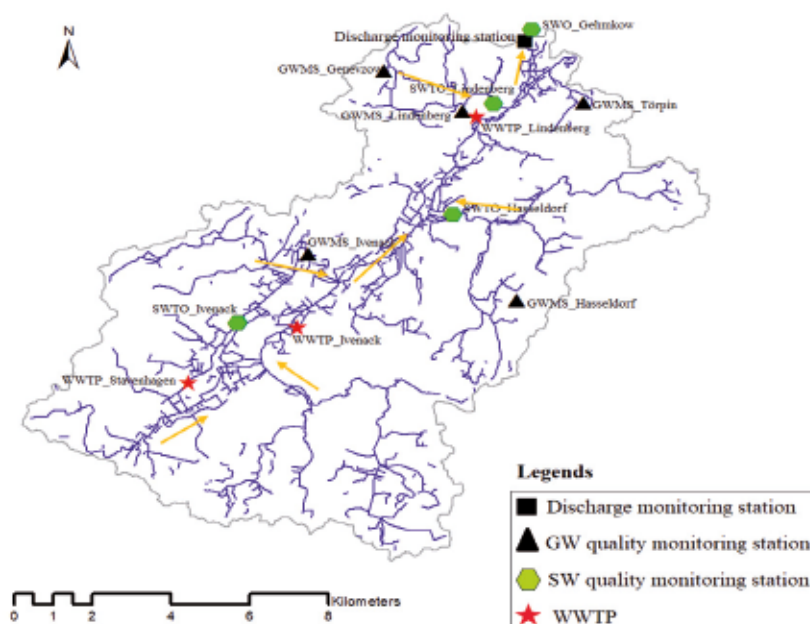 N
SWO_Gehmkow
Discharge monitoring station
GWMS_Genevzow
SWTO_Lindenberg
GWMS_Lindenberg
GWMS_Törpin
WWTP_Lindenberg
SWTO_Hasseldorf
GWMS_Ivenack
GWMS_Hasseldorf
SWTO_Ivenack
WWTP_Ivenack
WWTP_Stavenhagen
Legends
Discharge monitoring station
GW quality monitoring station
SW quality monitoring station
WWTP
Kilometers
0 1 2 4 6 8